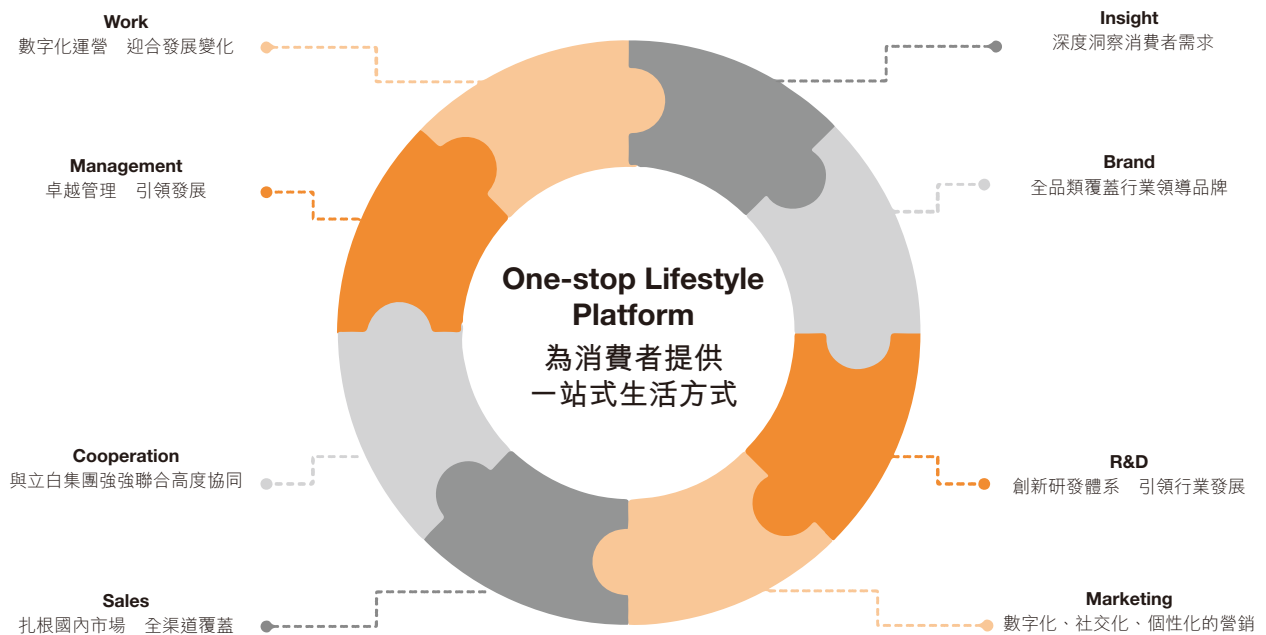 Work
數字化運營 迎合發展變化
Insight
深度洞察消費者需求
Management
卓越管理 引領發展
Brand
全品類覆蓋行業領導品牌
One-stop Lifestyle
Platform
為消費者提供
一站式生活方式
Cooperation
與立白集團強強聯合高度協同
R&D
創新研發體系 引領行業發展
Sales
扎根國內市場 全渠道覆蓋
Marketing
數字化、社交化、個性化的營銷